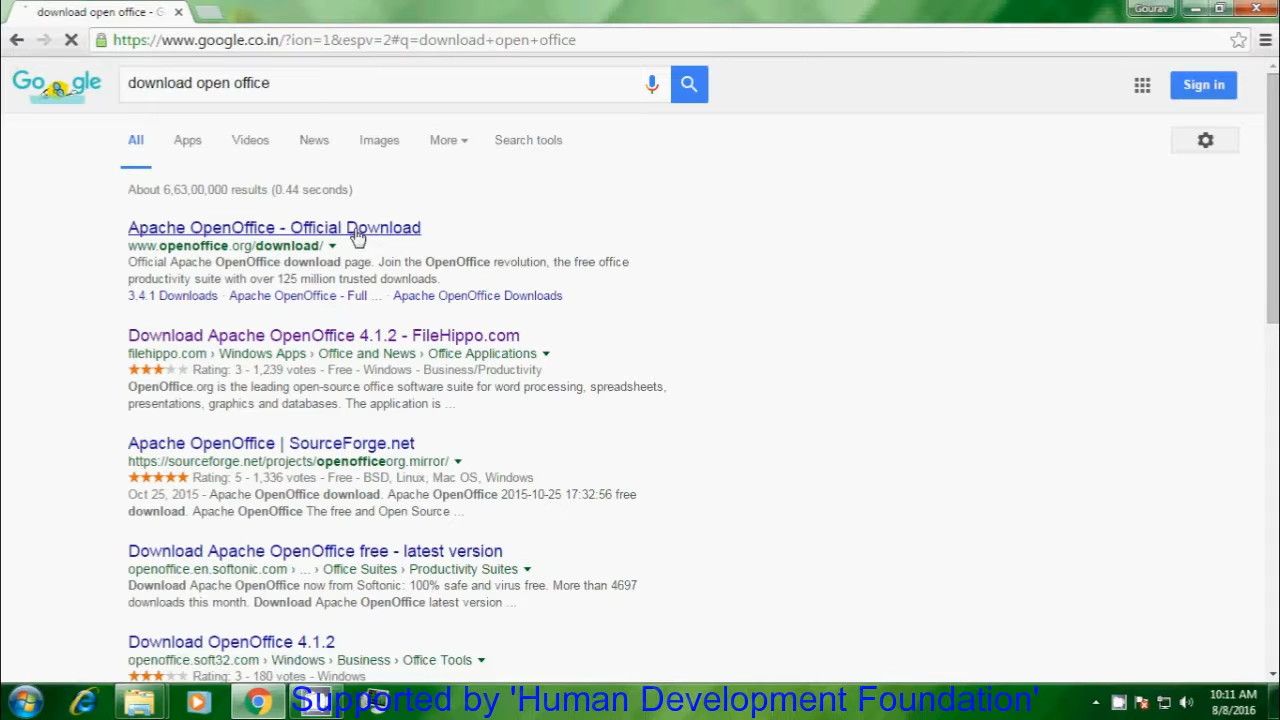 download open office - G
Gourav
https://www.google.co.in/?ion=1&espv=2#q=download+open+office
Google
download open office
Sign in
All
Apps
Videos
News
Images
More
Search tools
About 6,63,00,000 results (0.44 seconds)
Apache OpenOffice - Official Download
www.openoffice.org/download/
Official Apache OpenOffice download page. Join the OpenOffice revolution, the free office
productivity suite with over 125 million trusted downloads.
3.4.1 Downloads · Apache OpenOffice - Full ... · Apache OpenOffice Downloads
Download Apache OpenOffice 4.1.2 - FileHippo.com
filehippo.com › Windows Apps › Office and News › Office Applications
Rating: 3 - 1,239 votes - Free - Windows - Business/Productivity
OpenOffice.org is the leading open-source office software suite for word processing, spreadsheets,
presentations, graphics and databases. The application is ...
Apache OpenOffice | SourceForge.net
https://sourceforge.net/projects/openofficeorg.mirror/
Rating: 5 - 1,336 votes - Free - BSD, Linux, Mac OS, Windows
Oct 25, 2015 - Apache OpenOffice download. Apache OpenOffice 2015-10-25 17:32:56 free
download. Apache OpenOffice The free and Open Source ...
Download Apache OpenOffice free - latest version
openoffice.en.softonic.com › ... › Office Suites › Productivity Suites
Download Apache OpenOffice now from Softonic: 100% safe and virus free. More than 4697
downloads this month. Download Apache OpenOffice latest version ...
Download OpenOffice 4.1.2
openoffice.soft32.com › Windows › Business › Office Tools
Rating: 3 - 180 votes - Windows
Supported by 'Human Development Foundation'
10:11 AM
8/8/2016